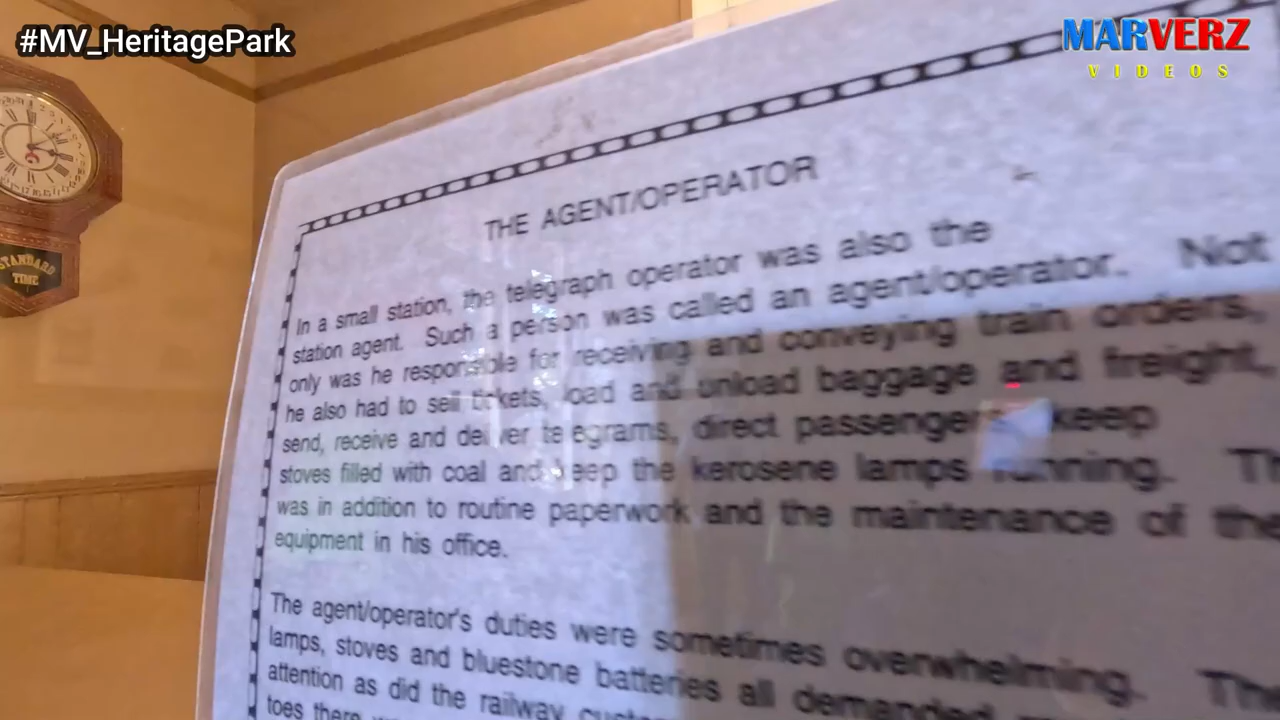 #MV_HeritagePark
MARVERZ
VIDEOS
STANDARD
TIME
THE AGENT/OPERATOR
In a small station, the telegraph operator was also the
station agent. Such a person was called an agent/operator. Not
only was he responsible for receiving and conveying train orders,
he also had to sell tickets, load and unload baggage and freight,
send, receive and deliver telegrams, direct passengers keep
stoves filled with coal and keep the kerosene lamps running.
was in addition to routine paperwork and the maintenance of the
equipment in his office.
The agent/operator's duties were sometimes overwhelming. The
lamps, stoves and bluestone batteries all demanded
attention as did the railway
toes there